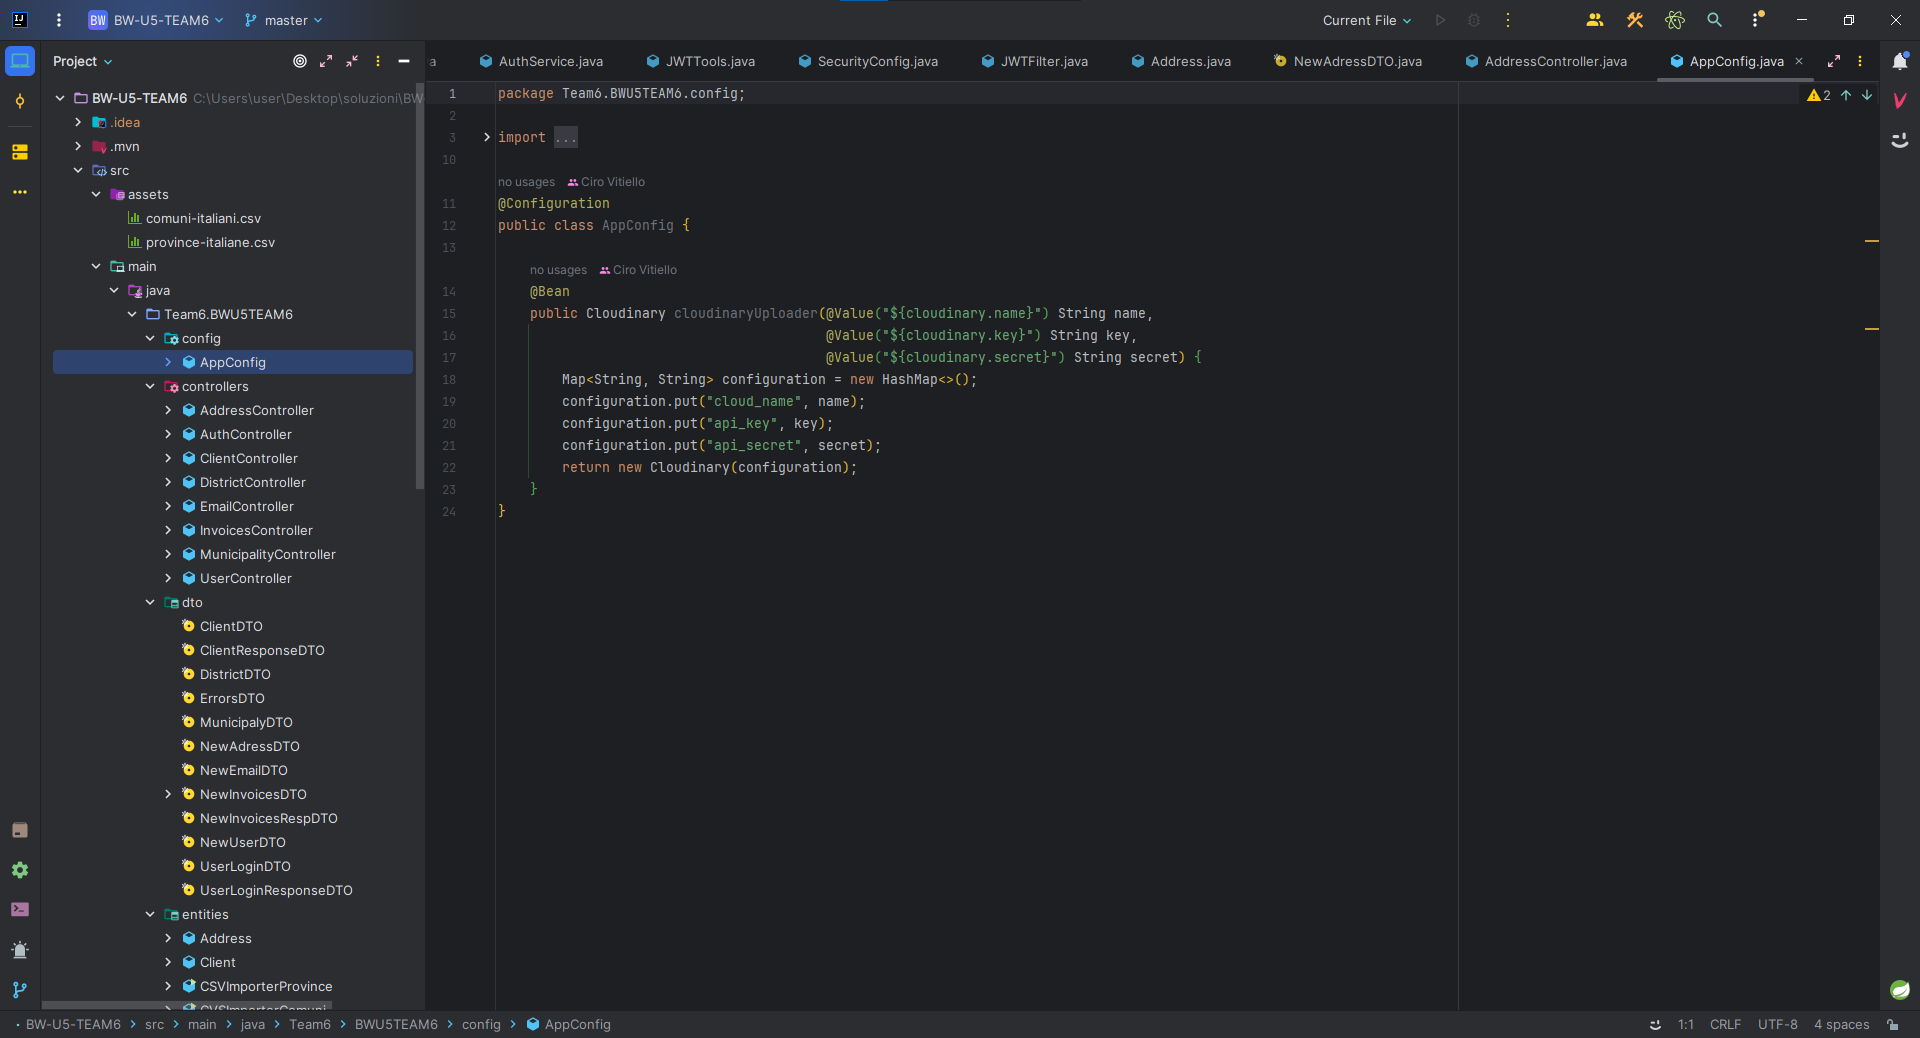 BW BW-U5-TEAM6 master Current File
Project
a AuthService.java JWTTools.java SecurityConfig.java JWTFilter.java Address.java NewAdressDTO.java AddressController.java AppConfig.java
BW-U5-TEAM6 C:\Users\user\Desktop\soluzioni\BW
.idea
.mvn
src
assets
comuni-italiani.csv
province-italiane.csv
main
java
Team6.BWU5TEAM6
config
AppConfig
controllers
AddressController
AuthController
ClientController
DistrictController
EmailController
InvoicesController
MunicipalityController
UserController
dto
ClientDTO
ClientResponseDTO
DistrictDTO
ErrorsDTO
MunicipalyDTO
NewAdressDTO
NewEmailDTO
NewInvoicesDTO
NewInvoicesRespDTO
NewUserDTO
UserLoginDTO
UserLoginResponseDTO
entities
Address
Client
CSVImporterProvince
CVSImporterComuni
1 package Team6.BWU5TEAM6.config;
2
3 import ...
10
no usages Ciro Vitiello
11 @Configuration
12 public class AppConfig {
13
no usages Ciro Vitiello
14 @Bean
15 public Cloudinary cloudinaryUploader(@Value("${cloudinary.name}") String name,
16 @Value("${cloudinary.key}") String key,
17 @Value("${cloudinary.secret}") String secret) {
18 Map<String, String> configuration = new HashMap<>();
19 configuration.put("cloud_name", name);
20 configuration.put("api_key", key);
21 configuration.put("api_secret", secret);
22 return new Cloudinary(configuration);
23 }
24 }
2
BW-U5-TEAM6 > src > main > java > Team6 > BWU5TEAM6 > config > AppConfig 1:1 CRLF UTF-8 4 spaces